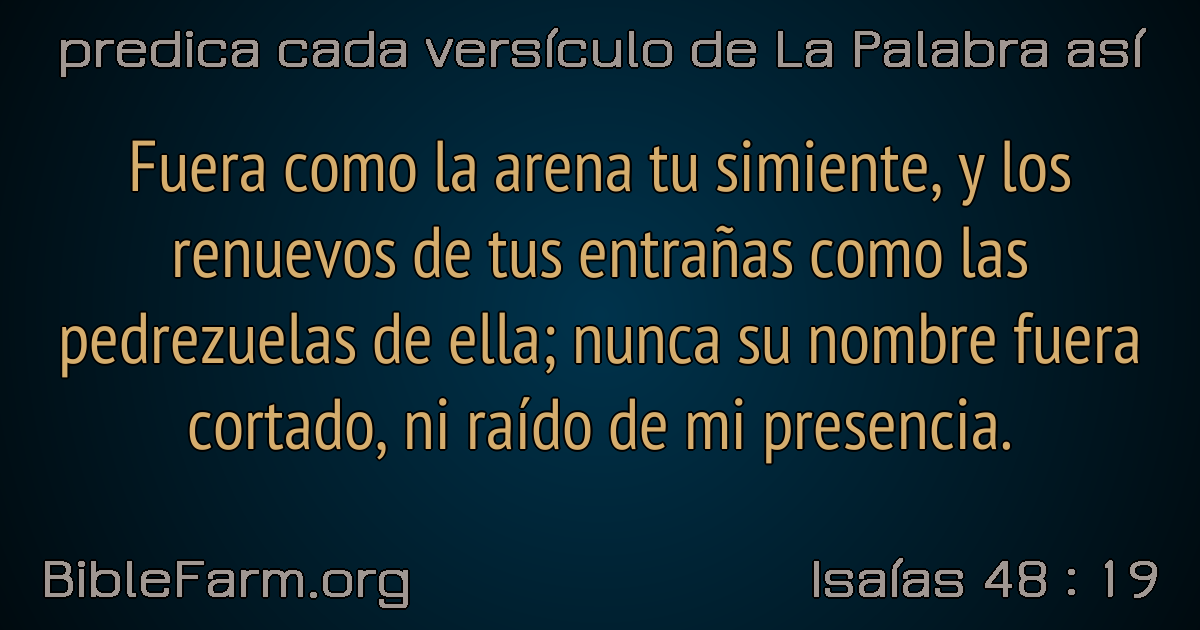 predica cada versículo de La Palabra así
Fuera como la arena tu simiente, y los
renuevos de tus entrañas como las
pedrezuelas de ella; nunca su nombre fuera
cortado, ni raído de mi presencia.
BibleFarm.org
Isaías 48 : 19